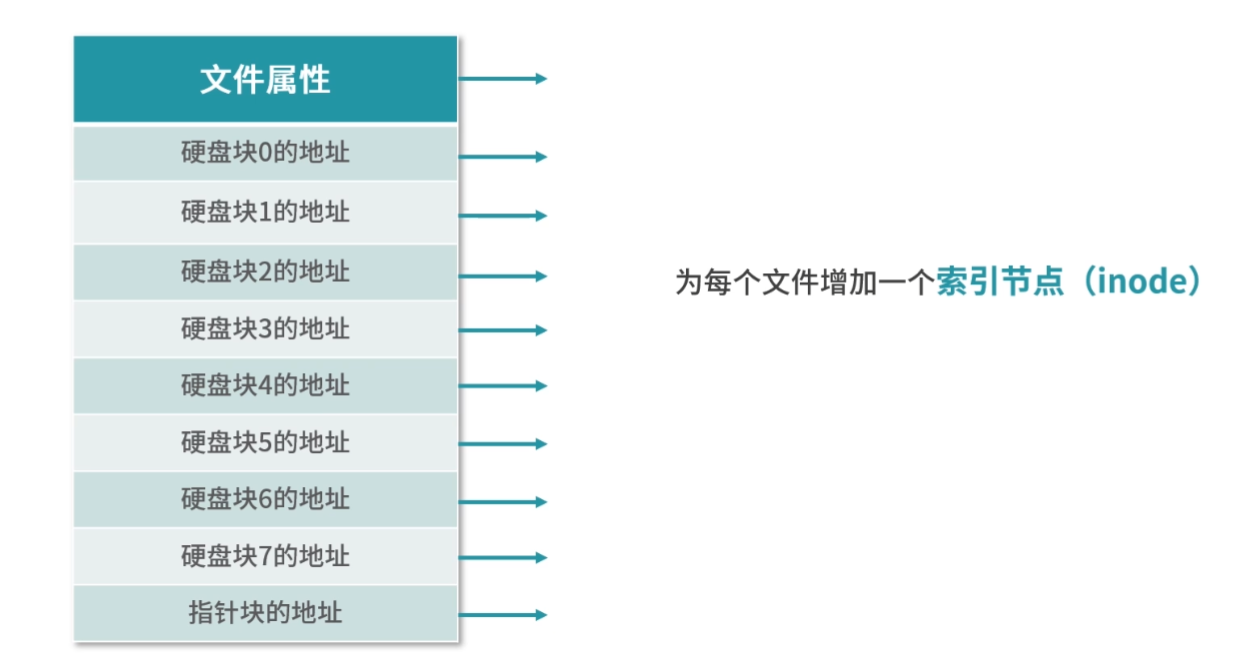 文件属性
硬盘块0的地址
硬盘块1的地址
硬盘块2的地址
硬盘块3的地址
硬盘块4的地址
硬盘块5的地址
硬盘块6的地址
硬盘块7的地址
指针块的地址
为每个文件增加一个索引节点（inode）